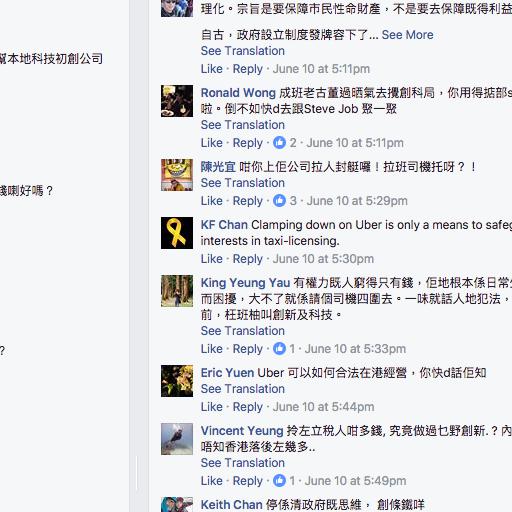 幫本地科技初創公司
錢喇好嗎？
?
理化。宗旨是要保障市民性命財產，不是要去保障既得利益
自古，政府設立制度發牌容下了... See More
See Translation
Like · Reply · June 10 at 5:11pm
Ronald Wong 成班老古董過晒氣去攪創科局，你用得掂部s
啦。倒不如快d去跟Steve Job 聚一聚
See Translation
Like · Reply · 2 · June 10 at 5:11pm
陳光宜 咁你上佢公司拉人封艇囉！拉班司機托呀？！
See Translation
Like · Reply · 3 · June 10 at 5:29pm
KF Chan Clamping down on Uber is only a means to safeg
interests in taxi-licensing.
Like · Reply · June 10 at 5:30pm
King Yeung Yau 有權力既人窮得只有錢，佢地根本係日常
而困擾，大不了就係請個司機四圍去。一味就話人地犯法，
前，枉班柚叫創新及科技。
See Translation
Like · Reply · 1 · June 10 at 5:33pm
Eric Yuen Uber 可以如何合法在港經營，你快d話佢知
See Translation
Like · Reply · June 10 at 5:44pm
Vincent Yeung 拎左立稅人咁多錢, 究竟做過乜野創新.？內
唔知香港落後左幾多..
See Translation
Like · Reply · 1 · June 10 at 5:49pm
Keith Chan 停係清政府既思維， 創條鐵咩